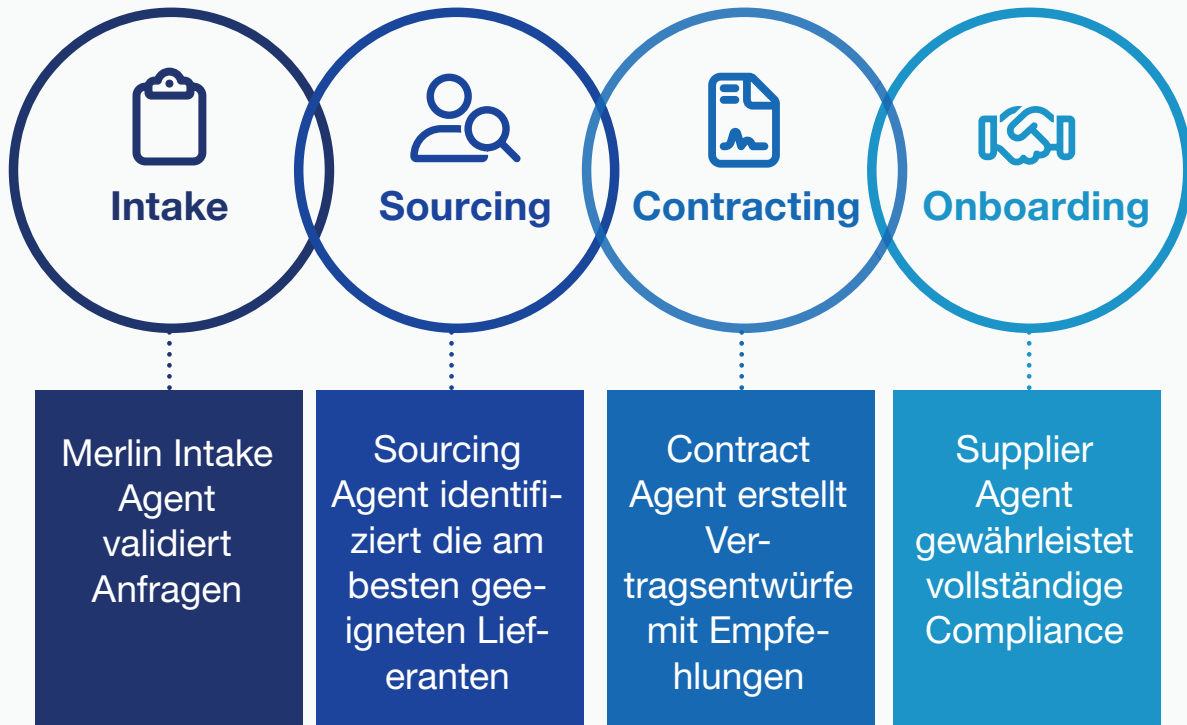 Intake
Sourcing
Contracting
Onboarding
Merlin Intake
Agent
validiert
Anfragen
Sourcing
Agent identifi-
ziert die am
besten gee-
igneten Lief-
eranten
Contract
Agent erstellt
Ver-
tragsentwürfe
mit Empfe-
hlungen
Supplier
Agent
gewährleistet
vollständige
Compliance